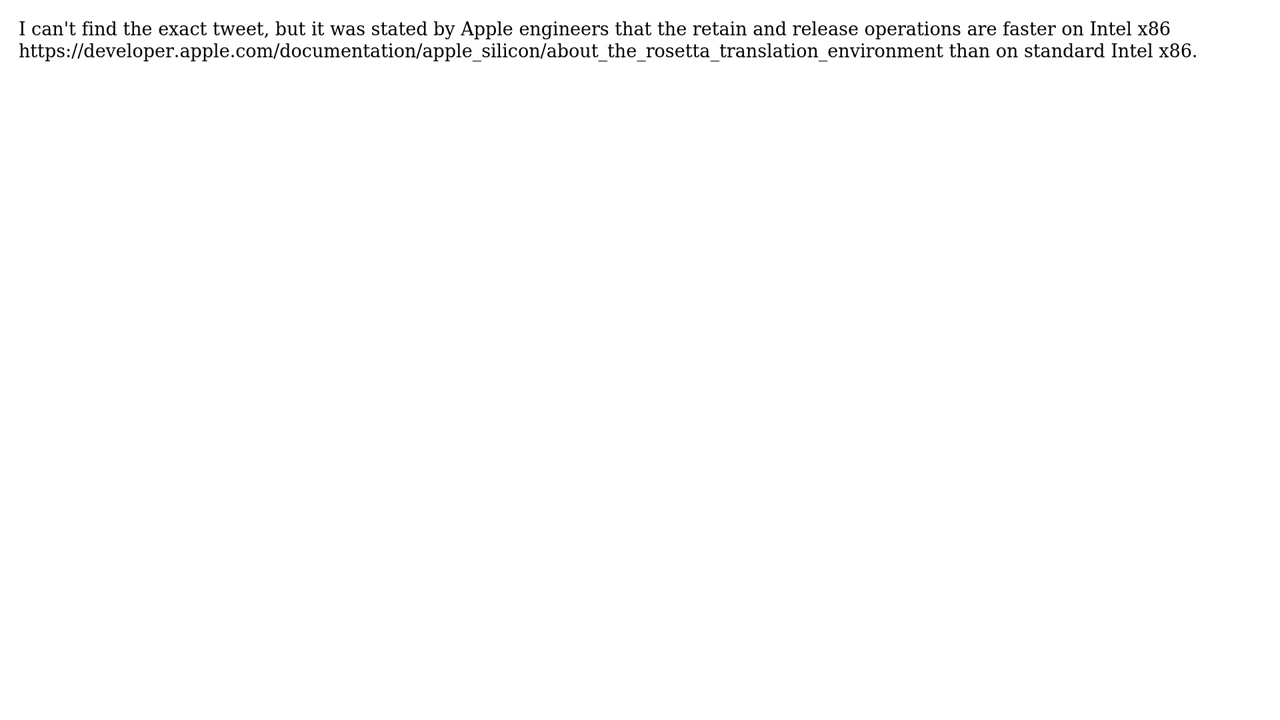 I can't find the exact tweet, but it was stated by Apple engineers that the retain and release operations are faster on Intel x86
https://developer.apple.com/documentation/apple_silicon/about_the_rosetta_translation_environment than on standard Intel x86.